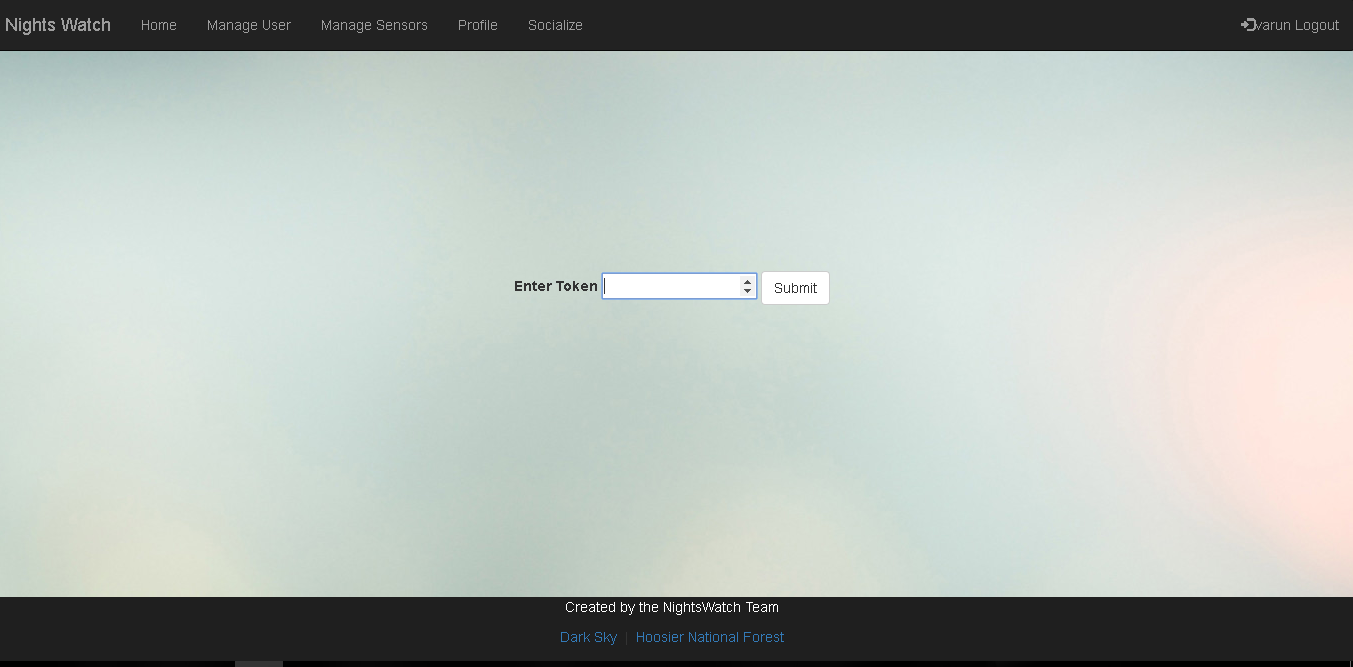 Nights Watch Home Manage User Manage Sensors Profile Socialize varun Logout
Enter Token Submit
Created by the NightsWatch Team
Dark Sky | Hoosier National Forest